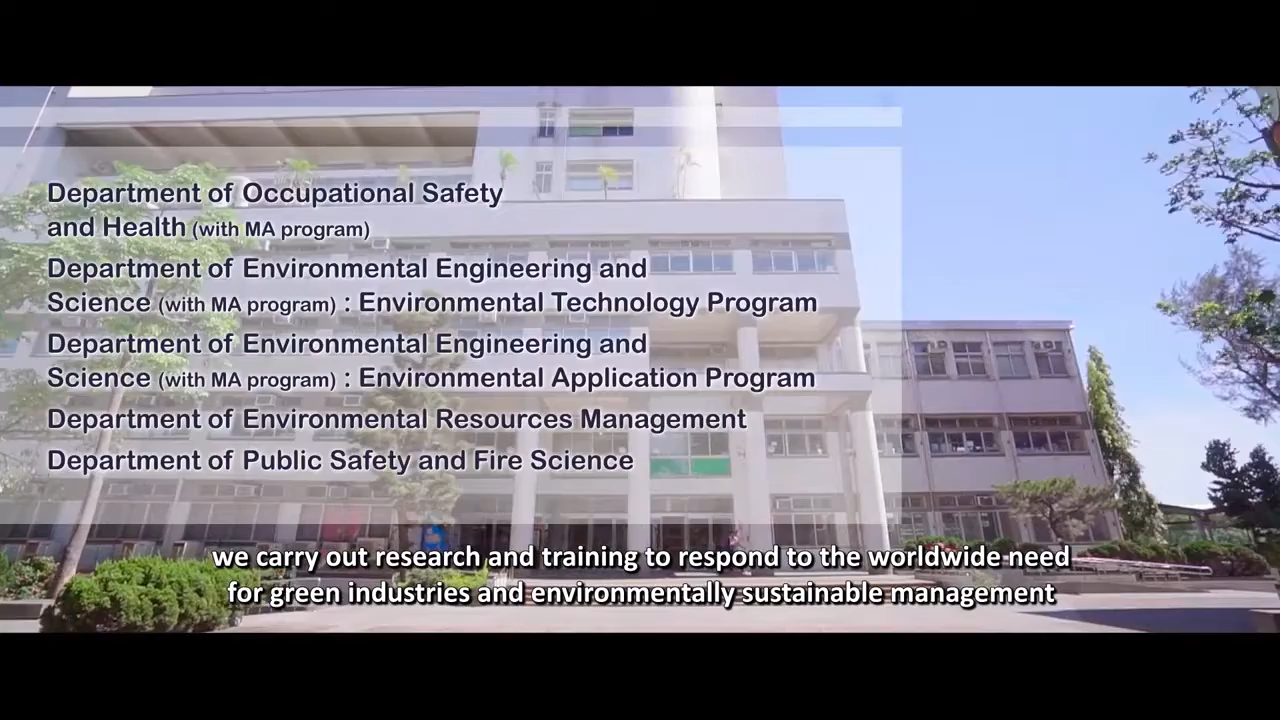 Department of Occupational Safety
and Health (with MA program)
Department of Environmental Engineering and
Science (with MA program) : Environmental Technology Program
Department of Environmental Engineering and
Science (with MA program) : Environmental Application Program
Department of Environmental Resources Management
Department of Public Safety and Fire Science
we carry out research and training to respond to the worldwide need
for green industries and environmentally sustainable management